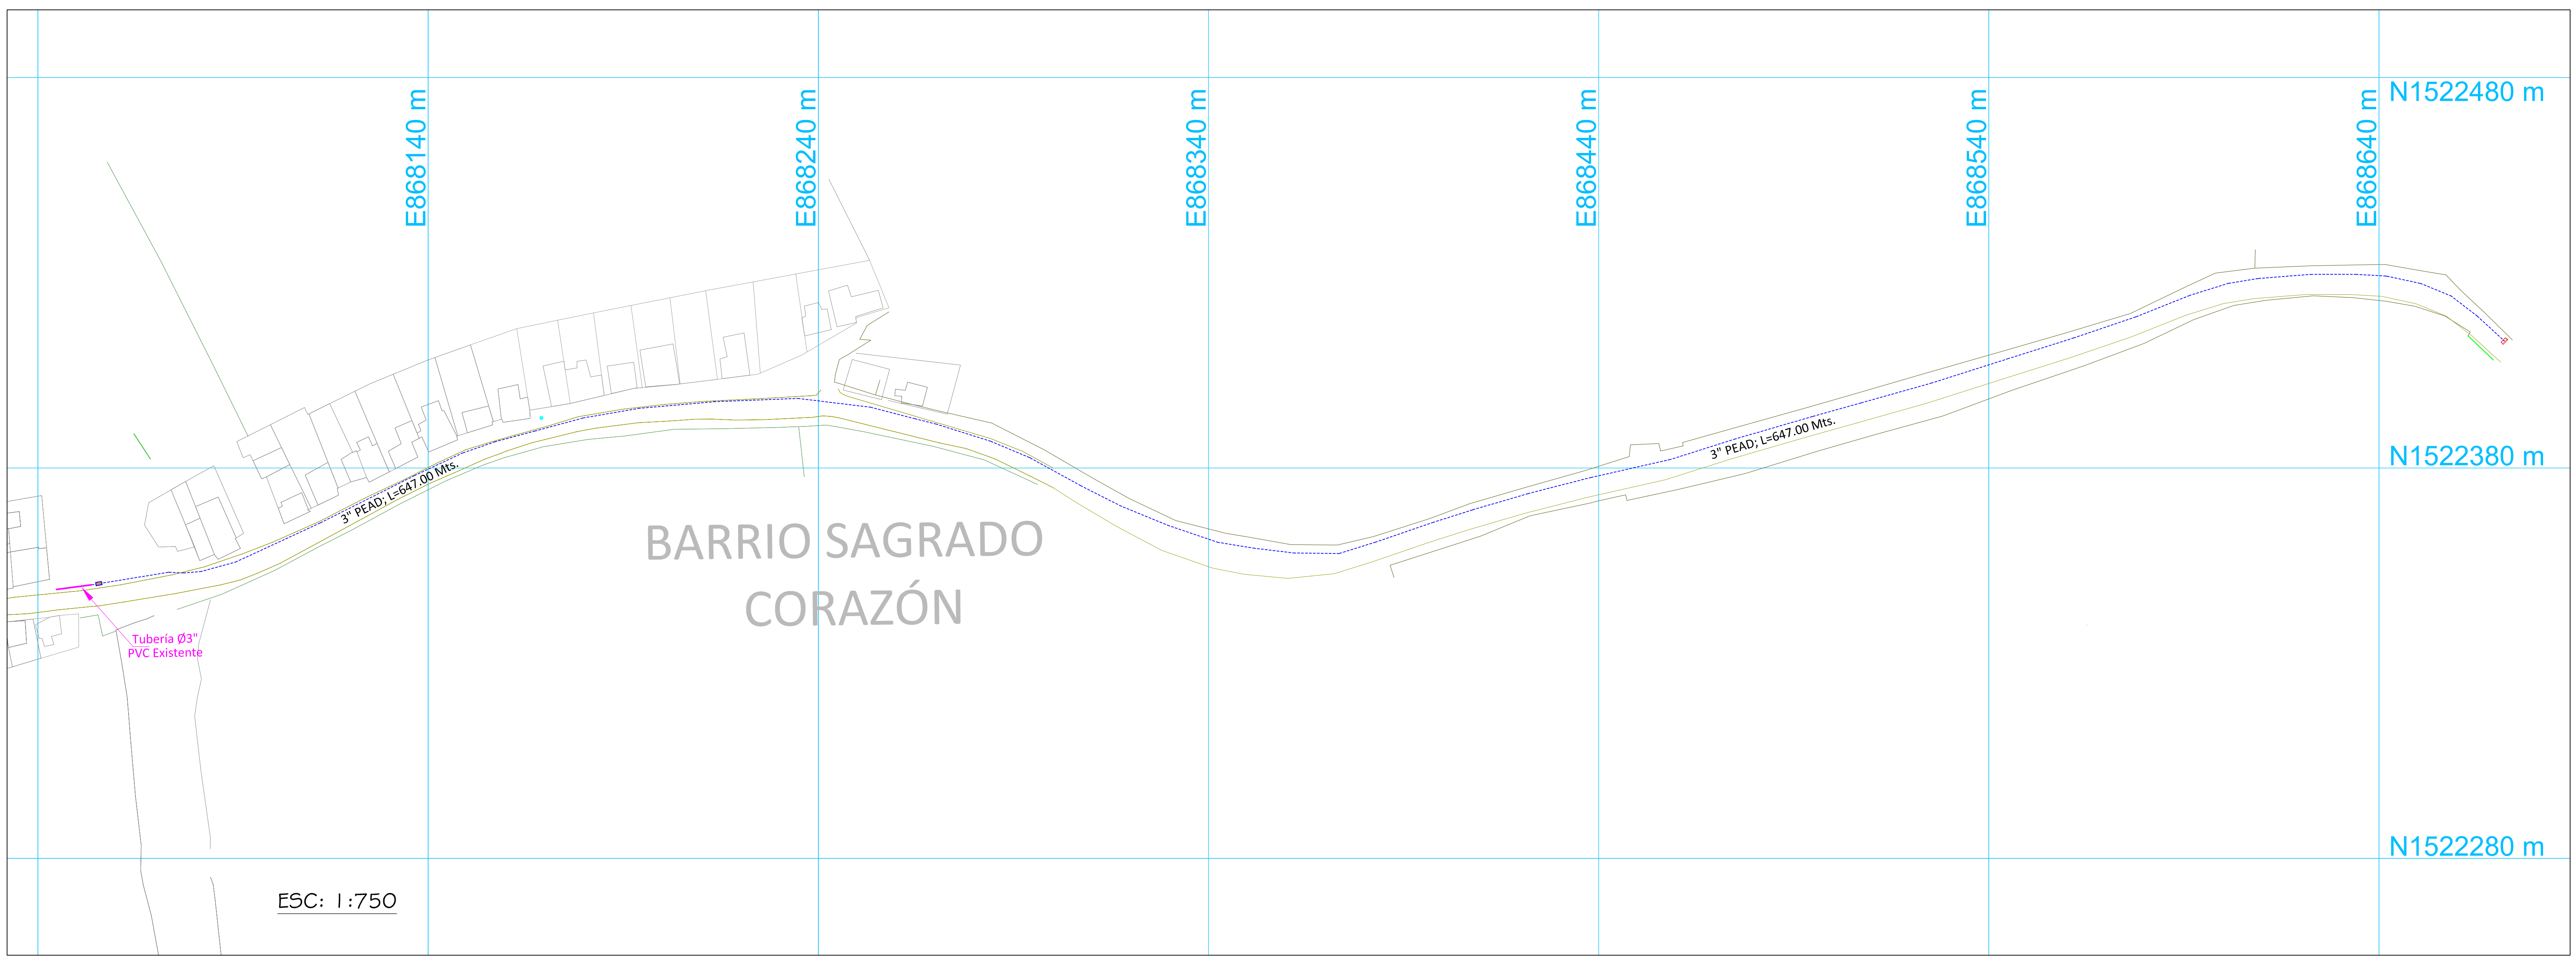 E868140 m
E868240 m
E868340 m
E868440 m
E868540 m
E868640 m
N1522480 m
N1522380 m
N1522280 m
3" PEAD; L=647.00 Mts.
3" PEAD; L=647.00 Mts.
BARRIO SAGRADO
CORAZÓN
Tubería Ø3"
PVC Existente
ESC: 1:750